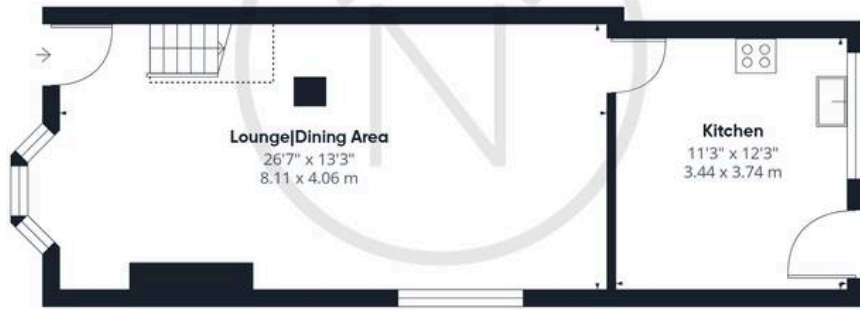 Lounge|Dining Area
26'7" x 13'3"
8.11 x 4.06 m
Kitchen
11'3" x 12'3"
3.44 x 3.74 m
N